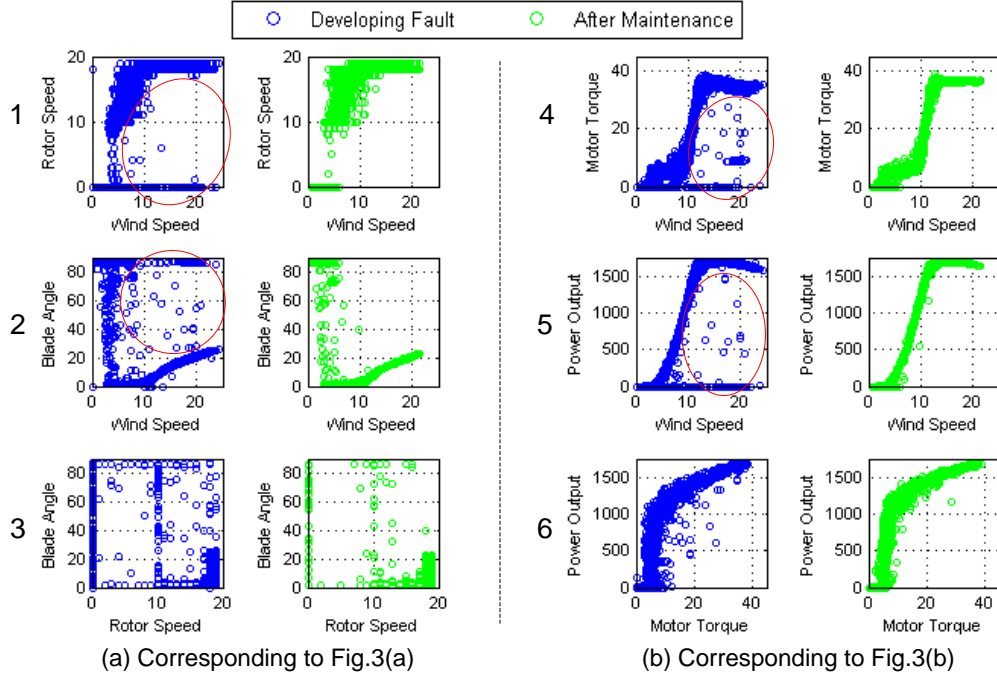 Developing Fault After Maintenance
1
Rotor Speed
20
10
0
0 10 20
Wind Speed
Rotor Speed
20
10
0
0 10 20
Wind Speed
4
Motor Torque
40
20
0
0 10 20
Wind Speed
Motor Torque
40
20
0
0 10 20
Wind Speed
2
Blade Angle
80
60
40
20
0
0 10 20
Wind Speed
Blade Angle
80
60
40
20
0
0 10 20
Wind Speed
5
Power Output
1500
1000
500
0
0 10 20
Wind Speed
Power Output
1500
1000
500
0
0 10 20
Wind Speed
3
Blade Angle
80
60
40
20
0
0 10 20
Rotor Speed
Blade Angle
80
60
40
20
0
0 10 20
Rotor Speed
6
Power Output
1500
1000
500
0
0 20 40
Motor Torque
Power Output
1500
1000
500
0
0 20 40
Motor Torque
(a) Corresponding to Fig.3(a)
(b) Corresponding to Fig.3(b)